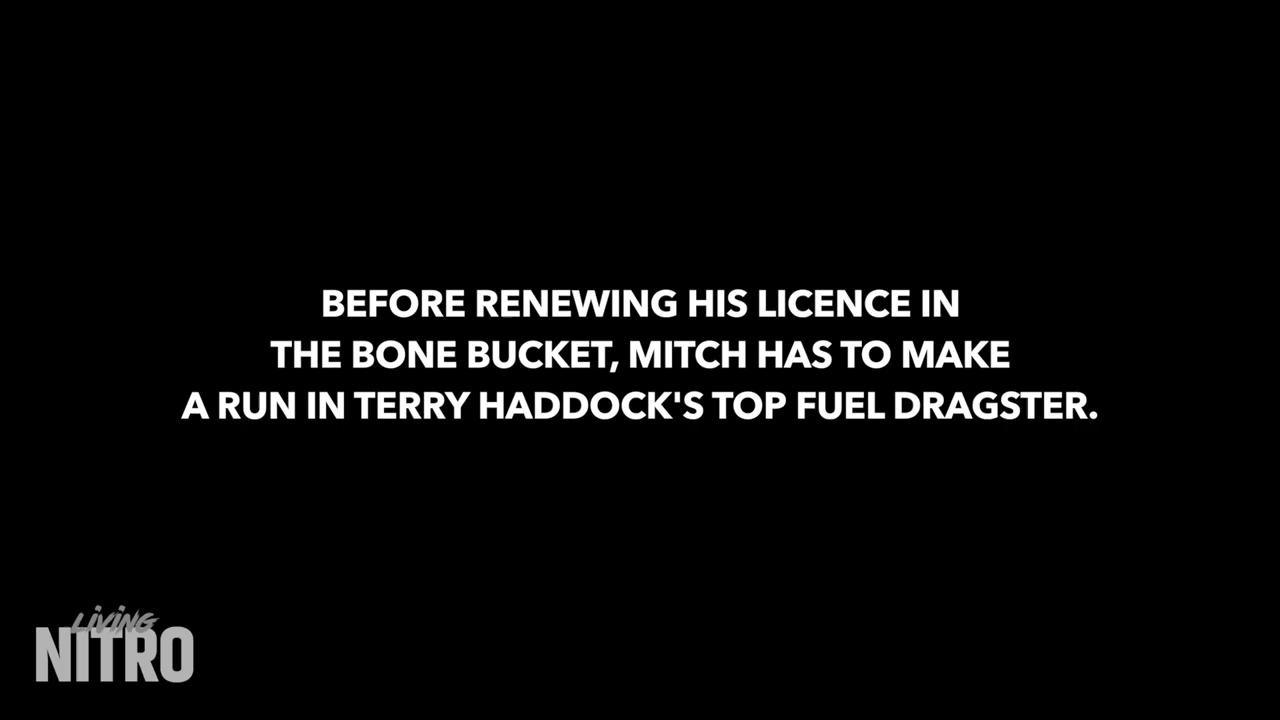 BEFORE RENEWING HIS LICENCE IN
THE BONE BUCKET, MITCH HAS TO MAKE
A RUN IN TERRY HADDOCK'S TOP FUEL DRAGSTER.
LIVING
NITRO